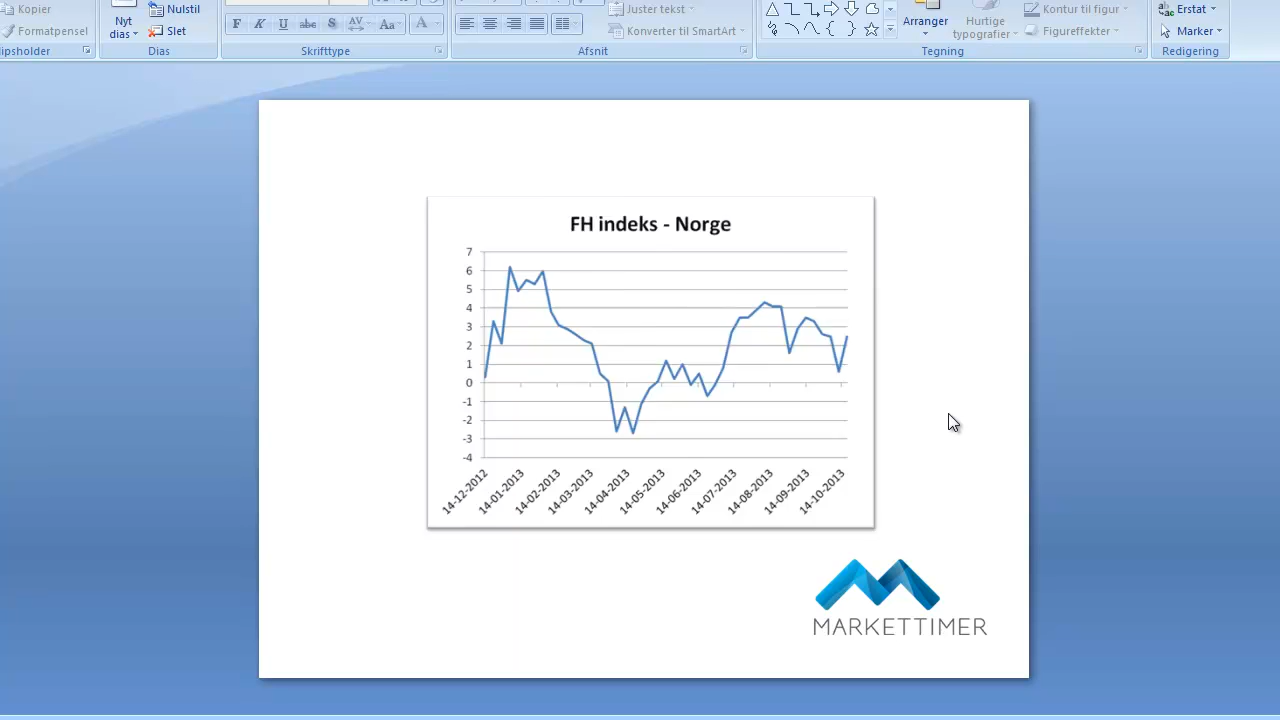 Kopier
Formatpensel
Nyt
dias
Nulstil
Slet
Dias
F K U abc S AV Aa A
Skrifttype
Juster tekst
Konverter til SmartArt
Afsnit
Arranger
Hurtige
typografier
Kontur til figur
Figureffekter
Tegning
Erstat
Marker
Redigering
FH indeks - Norge
7
6
5
4
3
2
1
0
-1
-2
-3
-4
14-12-2012
14-01-2013
14-02-2013
14-03-2013
14-04-2013
14-05-2013
14-06-2013
14-07-2013
14-08-2013
14-09-2013
14-10-2013
MARKETTIMER